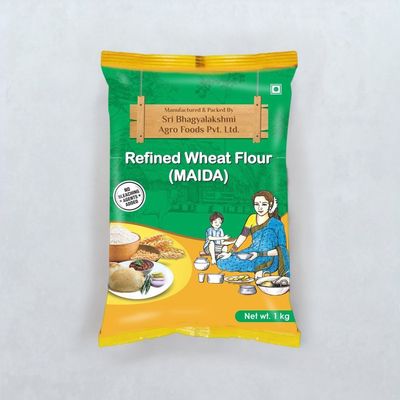 Manufactured & Packed By
Sri Bhagyalakshmi
Agro Foods Pvt. Ltd.
Refined Wheat Flour
(MAIDA)
NO
BLEACHING
AGENTS
ADDED
Net wt. 1 kg